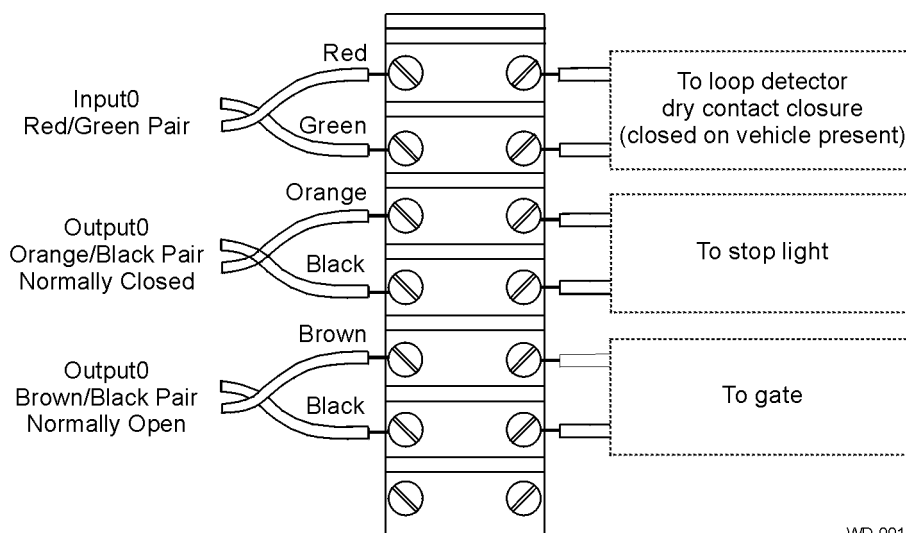 Red
Input0
Red/Green Pair
Green
To loop detector
dry contact closure
(closed on vehicle present)
Orange
Output0
Orange/Black Pair
Normally Closed
Black
To stop light
Brown
Output0
Brown/Black Pair
Normally Open
Black
To gate